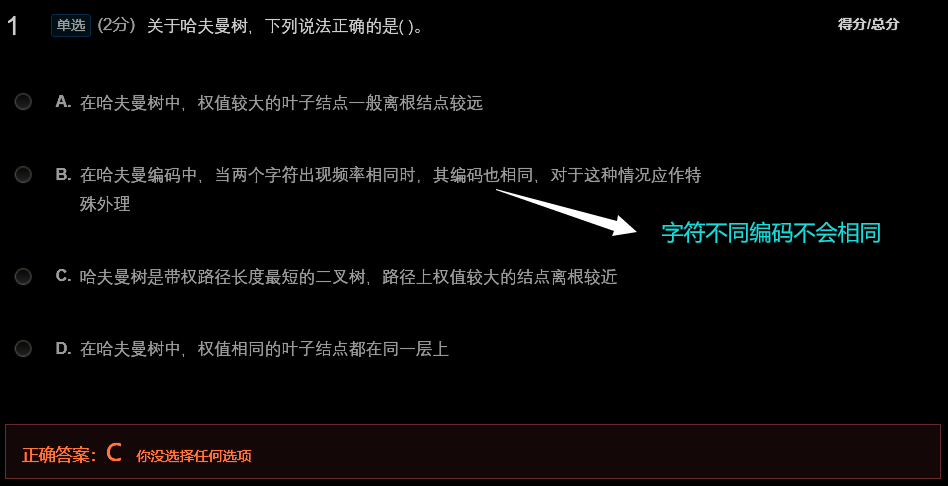 1 单选 (2分) 关于哈夫曼树，下列说法正确的是( )。 得分/总分
A. 在哈夫曼树中，权值较大的叶子结点一般离根结点较远
B. 在哈夫曼编码中，当两个字符出现频率相同时，其编码也相同，对于这种情况应作特
殊外理
字符不同编码不会相同
C. 哈夫曼树是带权路径长度最短的二叉树，路径上权值较大的结点离根较近
D. 在哈夫曼树中，权值相同的叶子结点都在同一层上
正确答案：C 你没选择任何选项